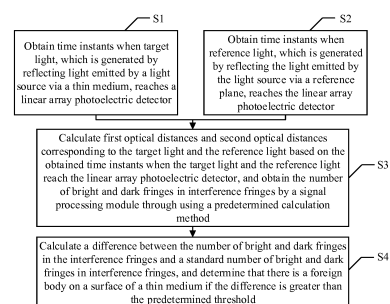 S1
Obtain time instants when target
light, which is generated by
reflecting light emitted by a light
source via a thin medium, reaches a
linear array photoelectric detector
S2
Obtain time instants when
reference light, which is generated
by reflecting the light emitted by
the light source via a reference
plane, reaches the linear array
photoelectric detector
Calculate first optical distances and second optical distances
corresponding to the target light and the reference light based on the
obtained time instants when the target light and the reference light
reach the linear array photoelectric detector, and obtain the number
of bright and dark fringes in interference fringes by a signal
processing module through using a predetermined calculation
method
S3
Calculate a difference between the number of bright and dark fringes
in the interference fringes and a standard number of bright and dark
fringes in interference fringes, and determine that there is a foreign
body on a surface of a thin medium if the difference is greater than
the predetermined threshold
S4